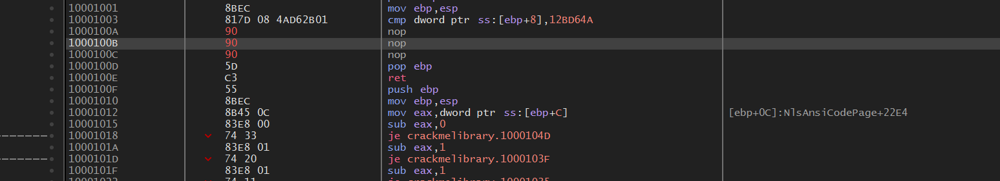 10001001 8BEC mov ebp,esp
10001003 817D 08 4AD62B01 cmp dword ptr ss:[ebp+8],12BD64A
1000100A 90 nop
1000100B 90 nop
1000100C 90 nop
1000100D 5D pop ebp
1000100E C3 ret
1000100F 55 push ebp
10001010 8BEC mov ebp,esp
10001012 8B45 0C mov eax,dword ptr ss:[ebp+C] [ebp+0C]:NlsAnsiCodePage+22E4
10001015 83E8 00 sub eax,0
10001018 74 33 je crackmelibrary.1000104D
1000101A 83E8 01 sub eax,1
1000101D 74 20 je crackmelibrary.1000103F
1000101F 83E8 01 sub eax,1